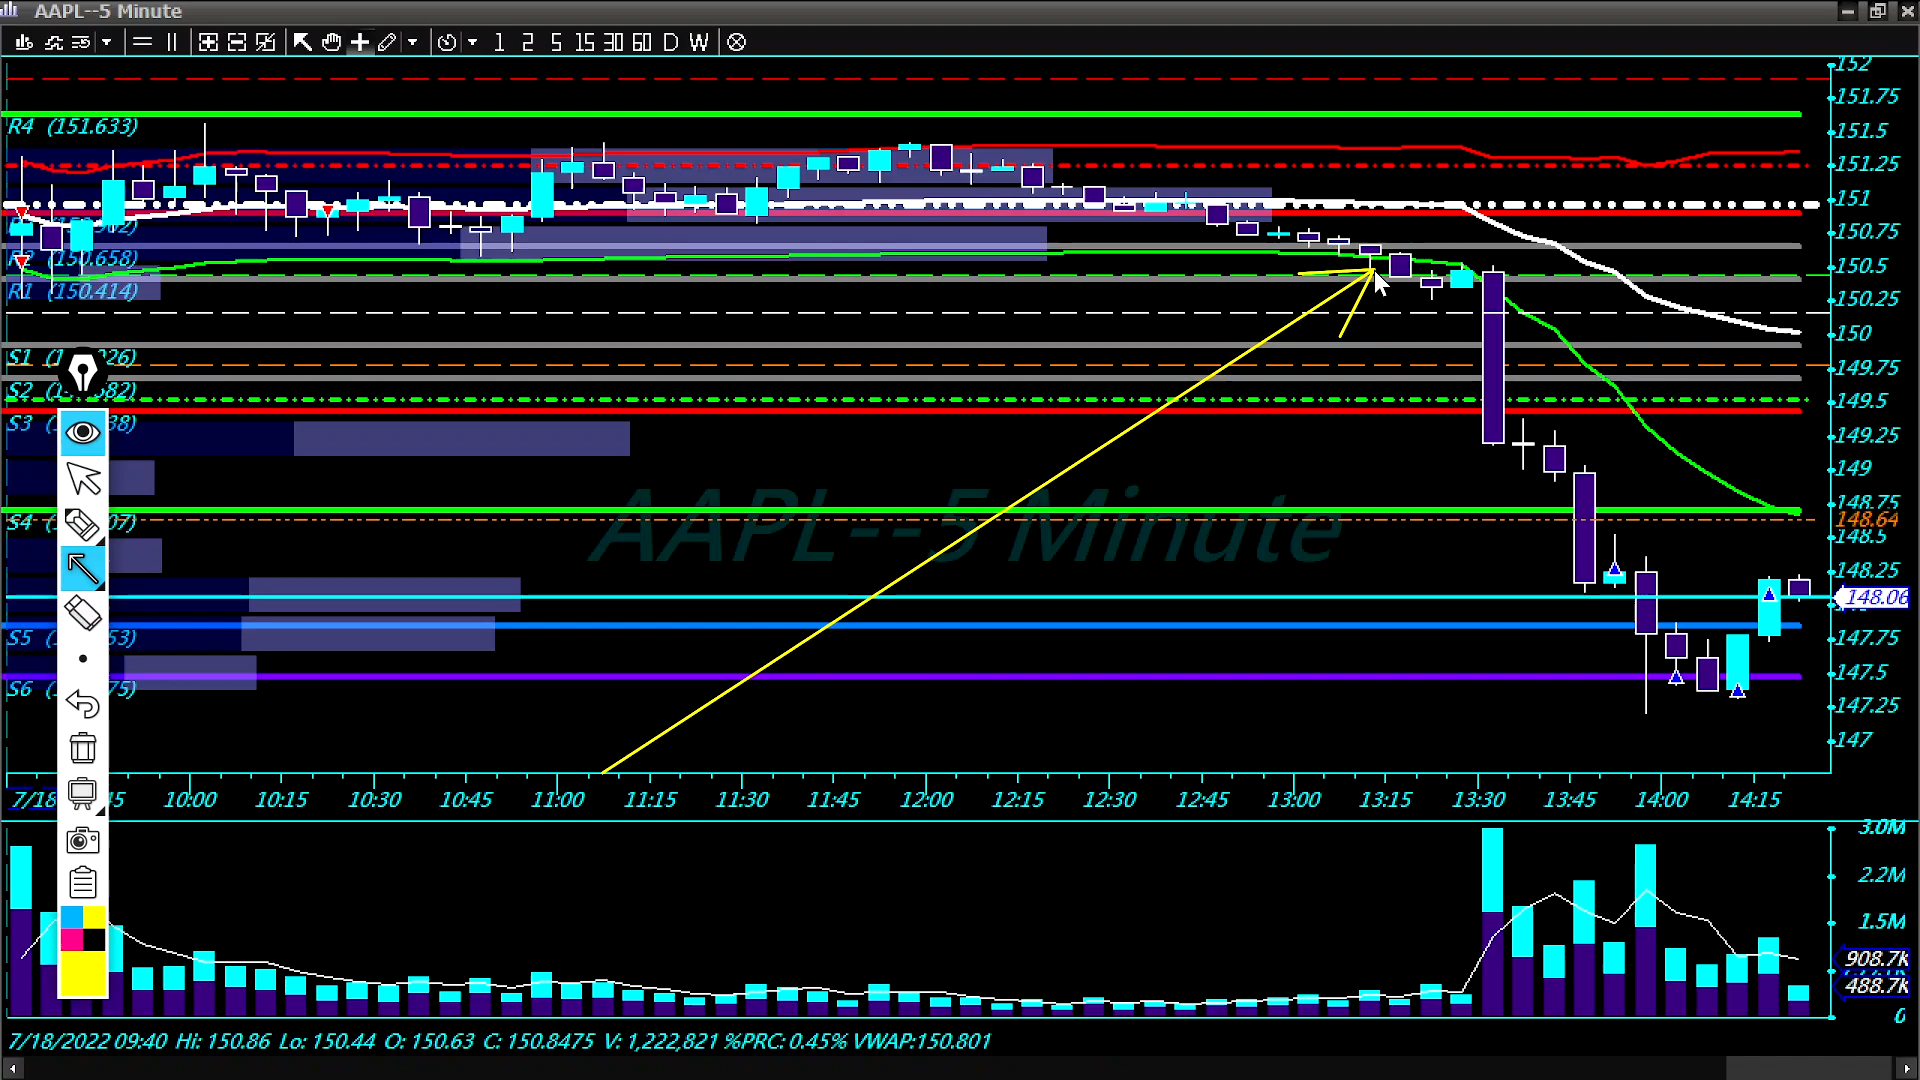 AAPL--5 Minute
1 2 5 15 30 60 D W
152
151.75
R4 (151.633)
151.5
151.25
151
150.75
R2 (150.658)
150.5
R1 (150.414)
150.25
150
S1
149.75
S2
149.5
S3
149.25
149
148.75
S4
148.64
AAPL--5 Minute
148.5
148.25
148.06
S5
147.75
147.5
S6
147.25
147
7/18 10:00 10:15 10:30 10:45 11:00 11:15 11:30 11:45 12:00 12:15 12:30 12:45 13:00 13:15 13:30 13:45 14:00 14:15
3.0M
2.2M
1.5M
908.7K
488.7K
0
7/18/2022 09:40 Hi: 150.86 Lo: 150.44 O: 150.63 C: 150.8475 V: 1,222,821 %PRC: 0.45% VWAP:150.801